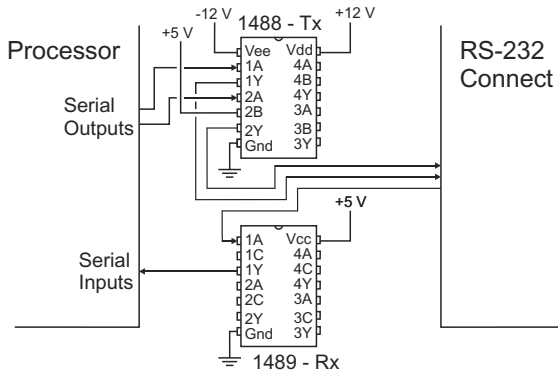 -12 V
1488 - Tx
+12 V
+5 V
Processor
RS-232
Connect
Vee Vdd
1A 4A
1Y 4B
2A 4Y
2B 3A
2Y 3B
Gnd 3Y
Serial
Outputs
+5 V
1A Vcc
1C 4A
1Y 4C
2A 4Y
2C 3A
2Y 3C
Gnd 3Y
Serial
Inputs
1489 - Rx